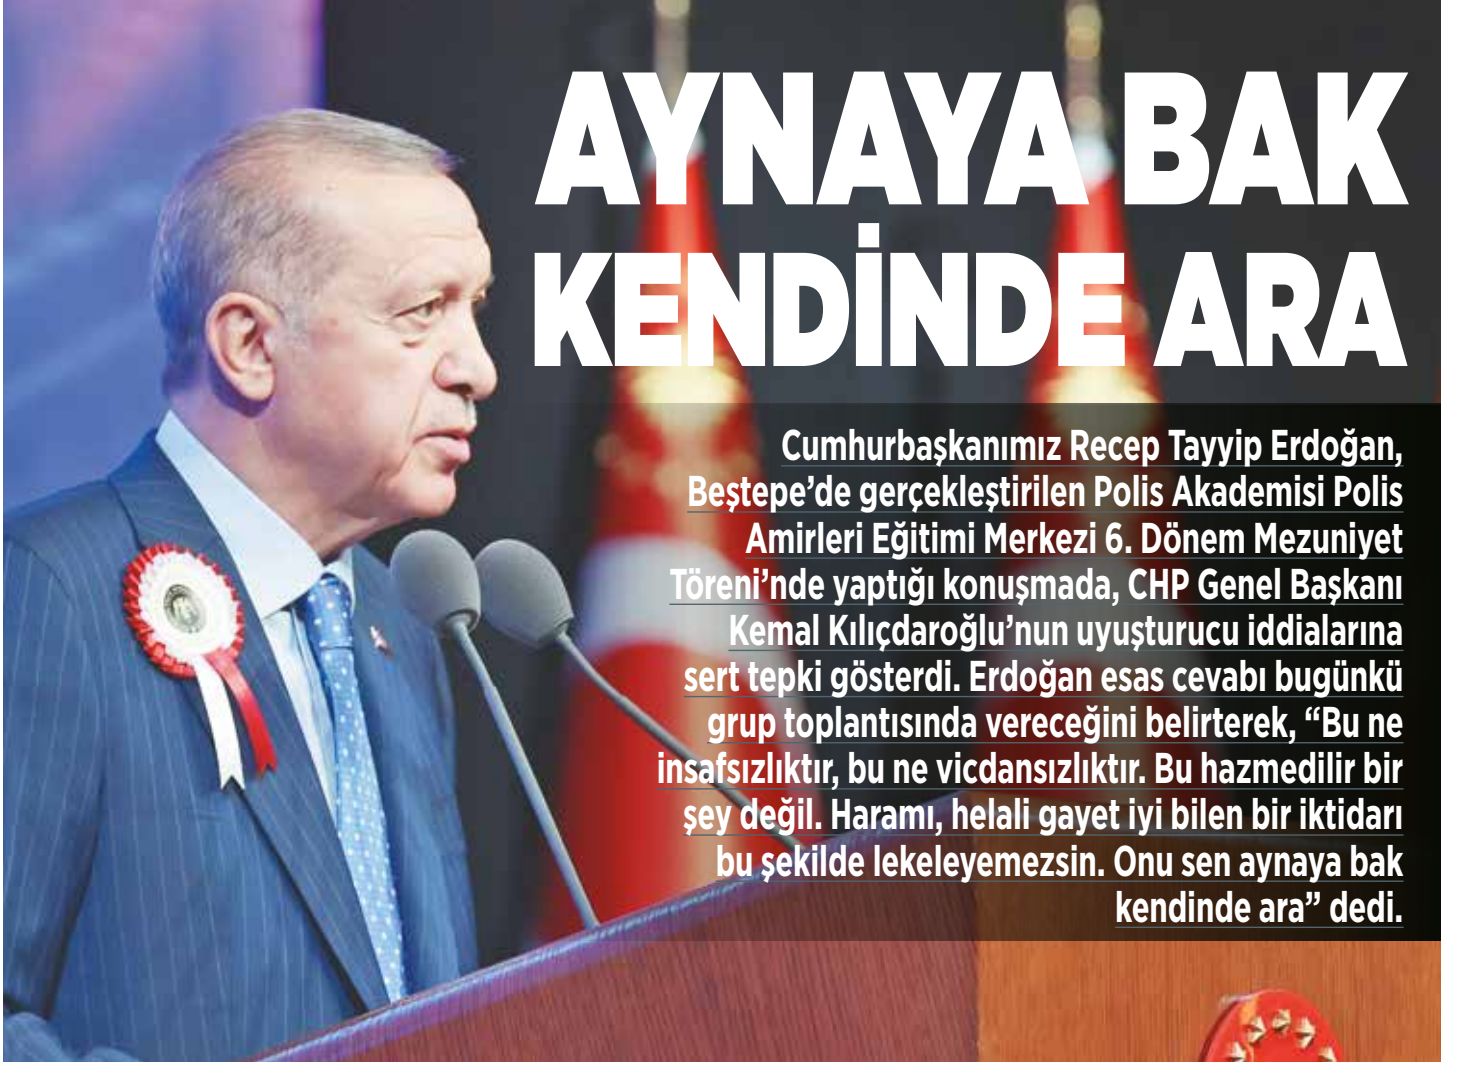 AYNAYA BAK
KENDİNDE ARA
Cumhurbaşkanımız Recep Tayyip Erdoğan,
Beştepe’de gerçekleştirilen Polis Akademisi Polis
Amirleri Eğitimi Merkezi 6. Dönem Mezuniyet
Töreni’nde yaptığı konuşmada, CHP Genel Başkanı
Kemal Kılıçdaroğlu’nun uyuşturucu iddialarına
sert tepki gösterdi. Erdoğan esas cevabı bugünkü
grup toplantısında vereceğini belirterek, “Bu ne
insafsızlıktır, bu ne vicdansızlıktır. Bu hazmedilir bir
şey değil. Haramı, helali gayet iyi bilen bir iktidarı
bu şekilde lekeleyemezsin. Onu sen aynaya bak
kendinde ara” dedi.